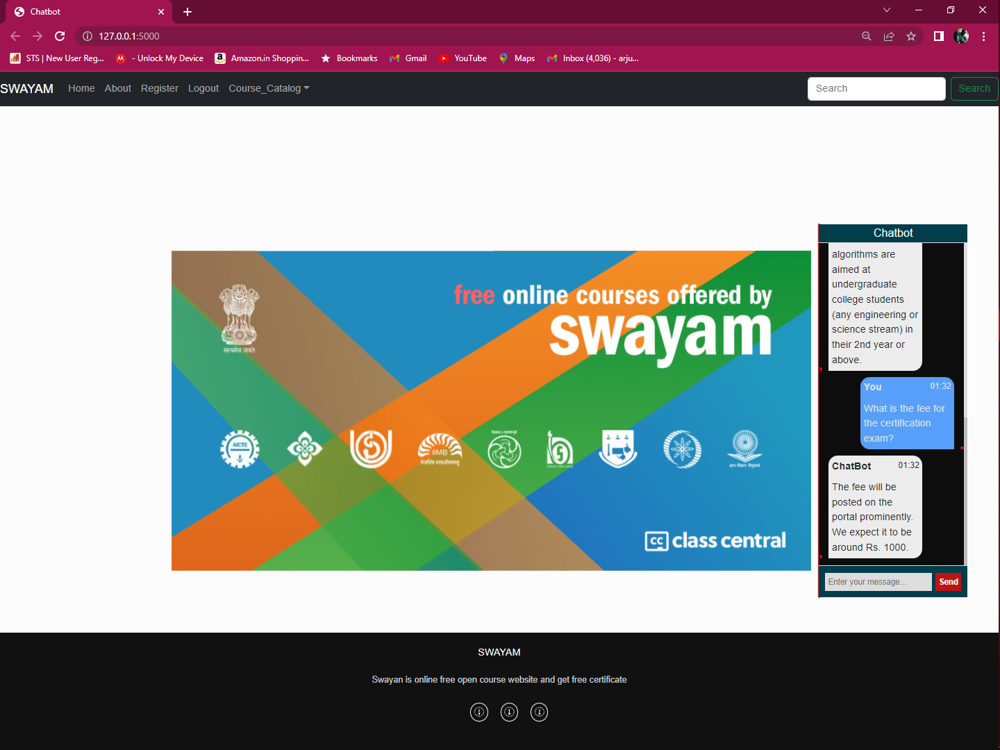 Chatbot
127.0.0.1:5000
STS | New User Reg...
- Unlock My Device
Amazon.in Shoppin...
Bookmarks
Gmail
YouTube
Maps
Inbox (4,036) - arju...
SWAYAM
Home
About
Register
Logout
Course_Catalog
Search
Search
सत्यमेव जयते
free online courses offered by
swayam
AICTE
IIMB
class central
Chatbot
algorithms are
aimed at
undergraduate
college students
(any engineering or
science stream) in
their 2nd year or
above.
You
01:32
What is the fee for
the certification
exam?
ChatBot
01:32
The fee will be
posted on the
portal prominently.
We expect it to be
around Rs. 1000.
Enter your message...
Send
SWAYAM
Swayan is online free open course website and get free certificate